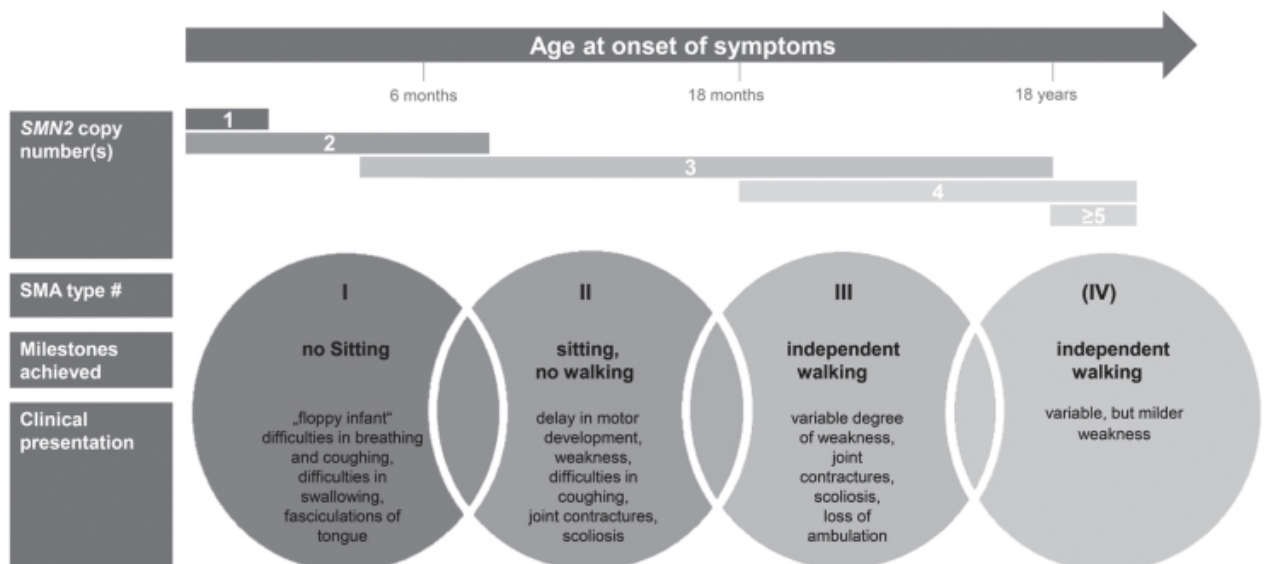 Age at onset of symptoms
6 months
18 months
18 years
SMN2 copy
number(s)
1
2
3
4
≥5
SMA type #
I
II
III
(IV)
Milestones
achieved
no Sitting
sitting,
no walking
independent
walking
independent
walking
Clinical
presentation
„floppy infant“
difficulties in breathing
and coughing,
difficulties in
swallowing,
fasciculations of
tongue
delay in motor
development,
weakness,
difficulties in
coughing,
joint contractures,
scoliosis
variable degree
of weakness,
joint
contractures,
scoliosis,
loss of
ambulation
variable, but milder
weakness